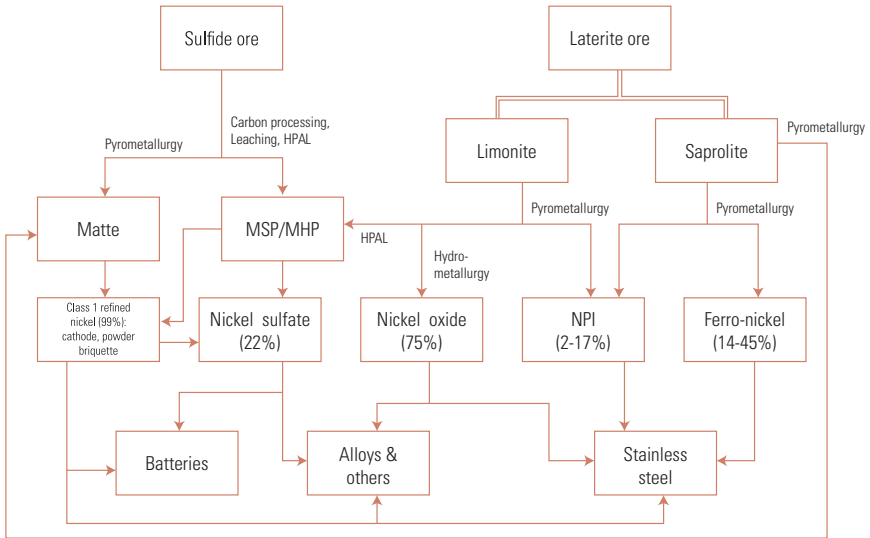 Sulfide ore
Laterite ore
Carbon processing,
Leaching, HPAL
Pyrometallurgy
Pyrometallurgy
Limonite
Saprolite
Matte
MSP/MHP
HPAL
Pyrometallurgy
Pyrometallurgy
Hydro-
metallurgy
Class 1 refined
nickel (99%):
cathode, powder
briquette
Nickel sulfate
(22%)
Nickel oxide
(75%)
NPI
(2-17%)
Ferro-nickel
(14-45%)
Batteries
Alloys &
others
Stainless
steel